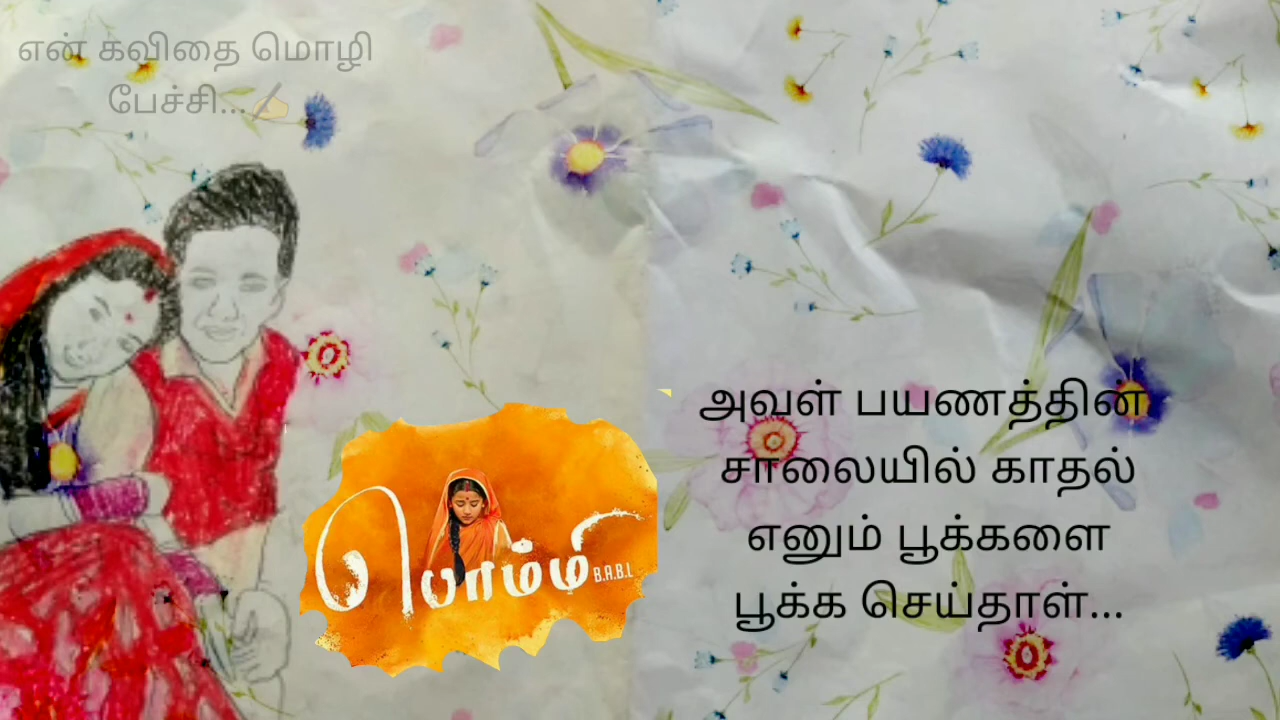 என் கவிதை மொழி
பேச்சி...✍
பொம்மி B.A.B.L
அவள் பயணத்தின்
சாலையில் காதல்
எனும் பூக்களை
பூக்க செய்தாள்...